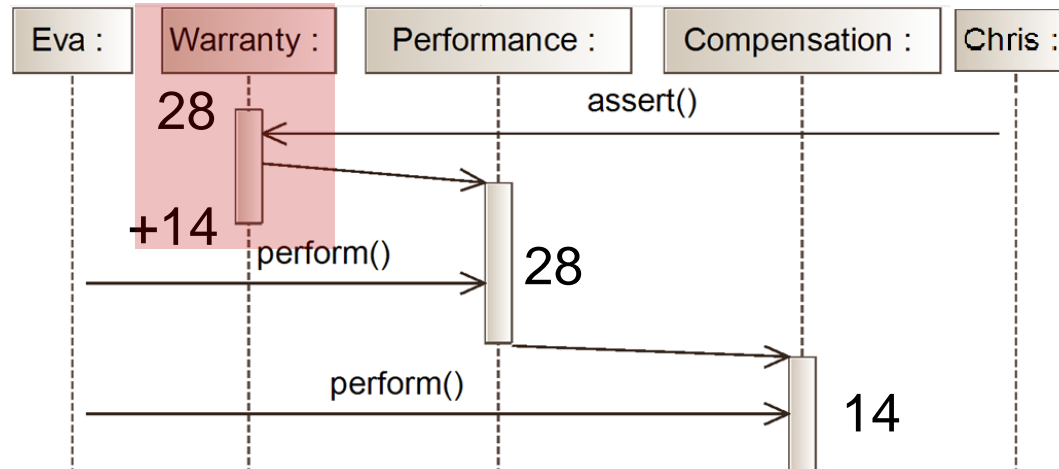 Eva :
Warranty :
Performance :
Compensation :
Chris :
28
assert()
+14
perform()
28
perform()
14